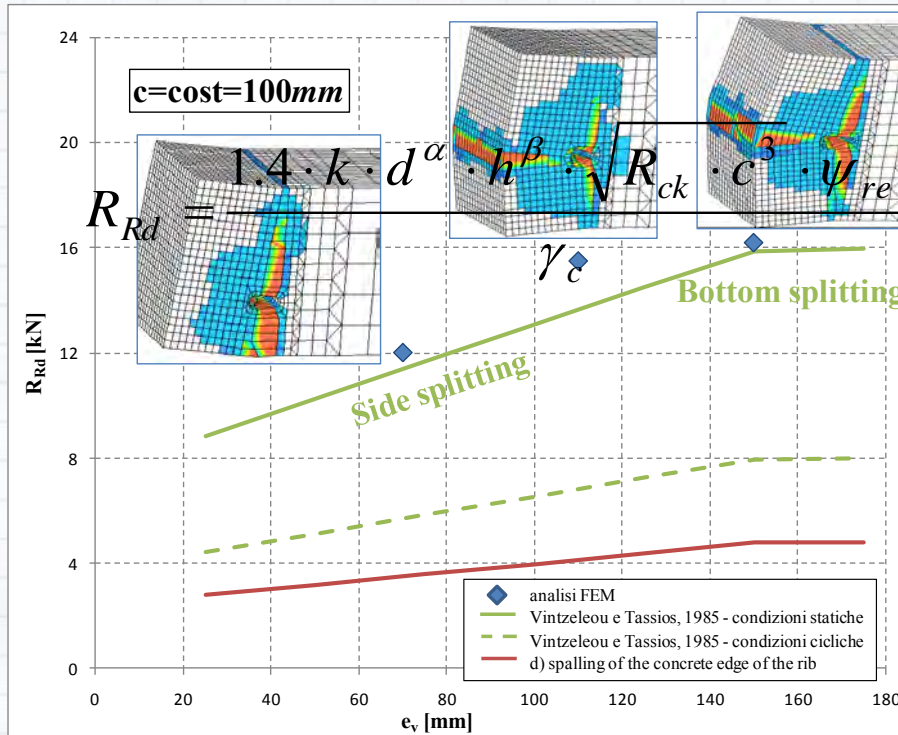 24
20
16
12
8
4
0
R_Rd [kN]
c=cost=100mm
R_Rd = 1.4 · k · d^α · h^β · √R_ck · c^3 · ψ_re
γ_c
Side splitting
Bottom splitting
analisi FEM
Vintzeleou e Tassios, 1985 - condizioni statiche
Vintzeleou e Tassios, 1985 - condizioni cicliche
d) spalling of the concrete edge of the rib
0 20 40 60 80 100 120 140 160 180
e_v [mm]